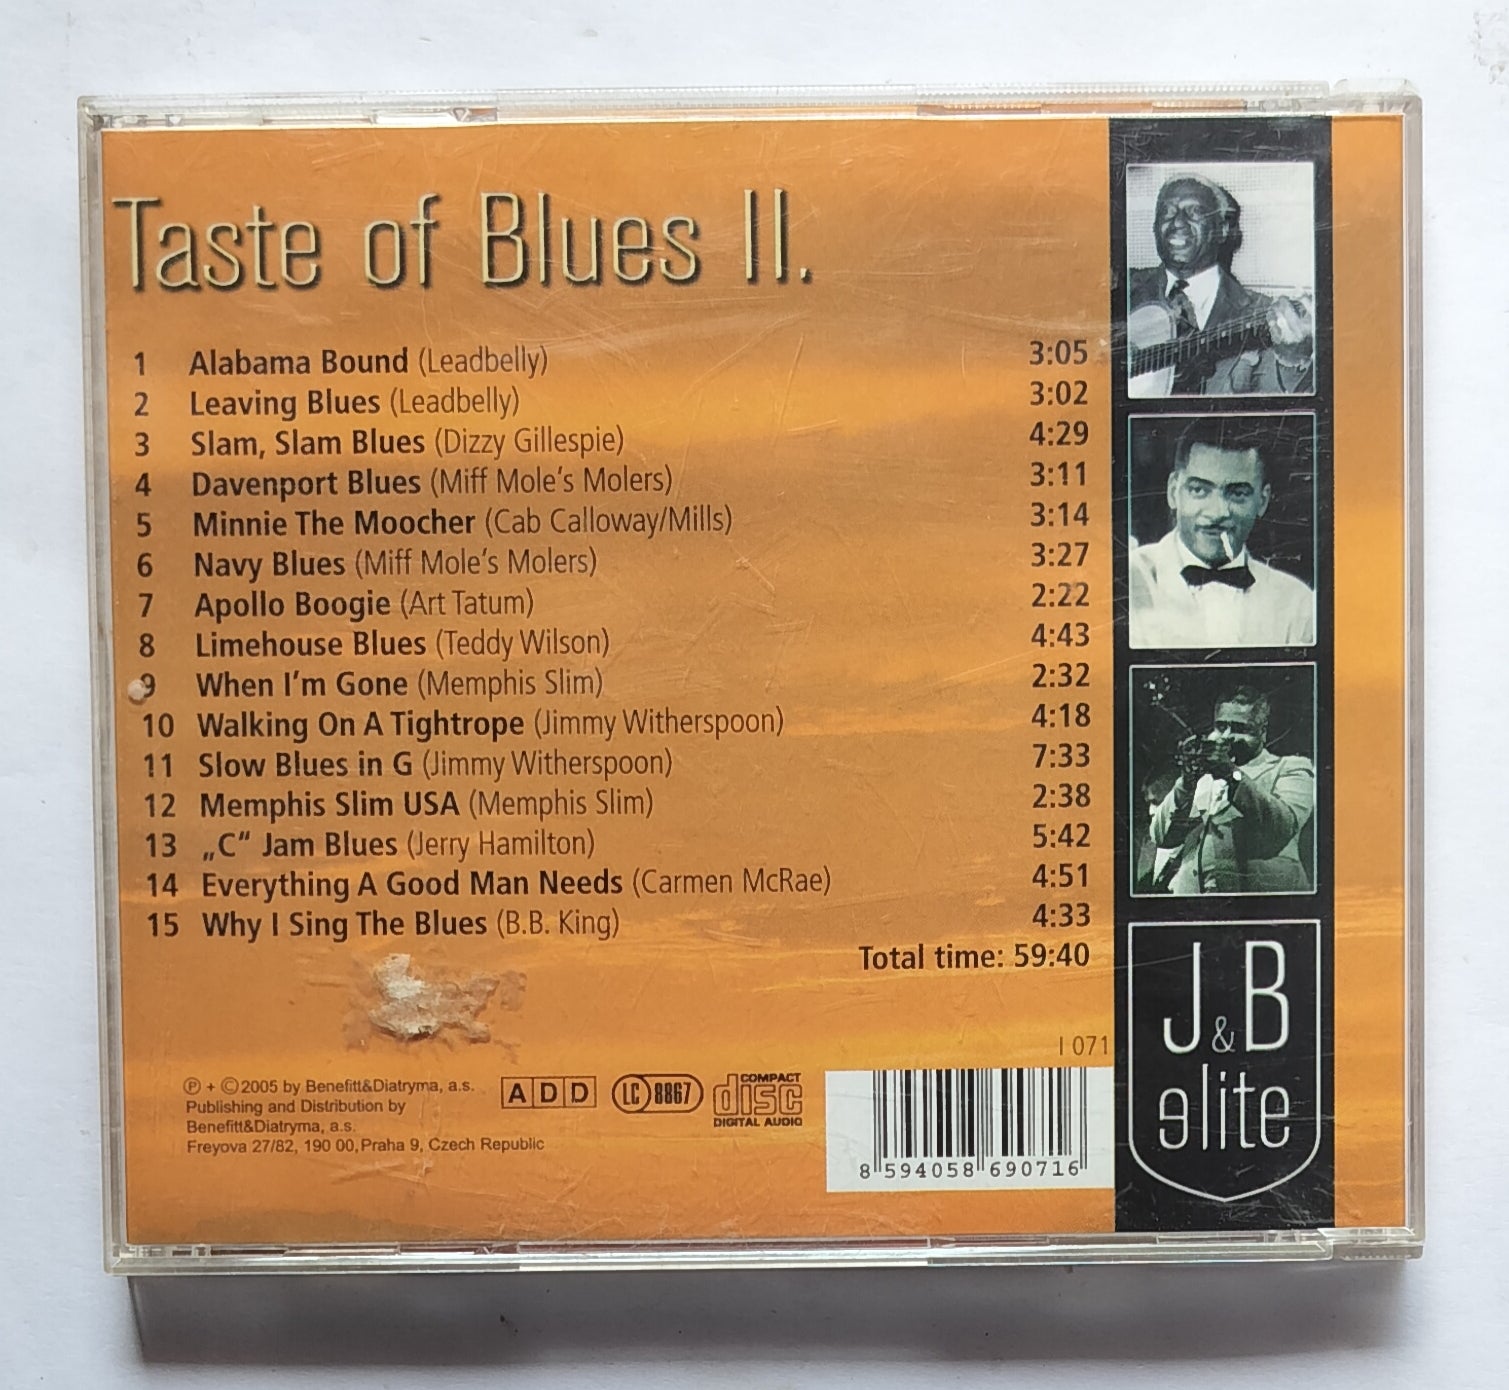 Taste of Blues II.
1 Alabama Bound (Leadbelly) 3:05
2 Leaving Blues (Leadbelly) 3:02
3 Slam, Slam Blues (Dizzy Gillespie) 4:29
4 Davenport Blues (Miff Mole's Molers) 3:11
5 Minnie The Moocher (Cab Calloway/Mills) 3:14
6 Navy Blues (Miff Mole's Molers) 3:27
7 Apollo Boogie (Art Tatum) 2:22
8 Limehouse Blues (Teddy Wilson) 4:43
9 When I'm Gone (Memphis Slim) 2:32
10 Walking On A Tightrope (Jimmy Witherspoon) 4:18
11 Slow Blues in G (Jimmy Witherspoon) 7:33
12 Memphis Slim USA (Memphis Slim) 2:38
13 „C" Jam Blues (Jerry Hamilton) 5:42
14 Everything A Good Man Needs (Carmen McRae) 4:51
15 Why I Sing The Blues (B.B. King) 4:33
Total time: 59:40
I 071
℗ + © 2005 by Benefitt&Diatryma, a.s.
Publishing and Distribution by
Benefitt&Diatryma, a.s.
Freyova 27/82, 190 00, Praha 9, Czech Republic
ADD
LC 8867
COMPACT
disc
DIGITAL AUDIO
8 594058 690716
J&B
elite